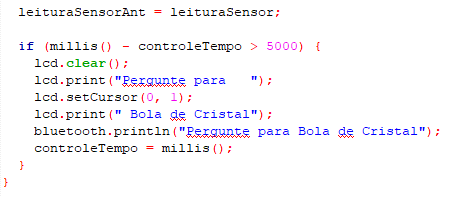 leituraSensorAnt = leituraSensor;
if (millis() - controleTempo > 5000) {
lcd.clear();
lcd.print("Pergunte para   ");
lcd.setCursor(0, 1);
lcd.print(" Bola de Cristal");
bluetooth.println("Pergunte para Bola de Cristal");
controleTempo = millis();
}
}